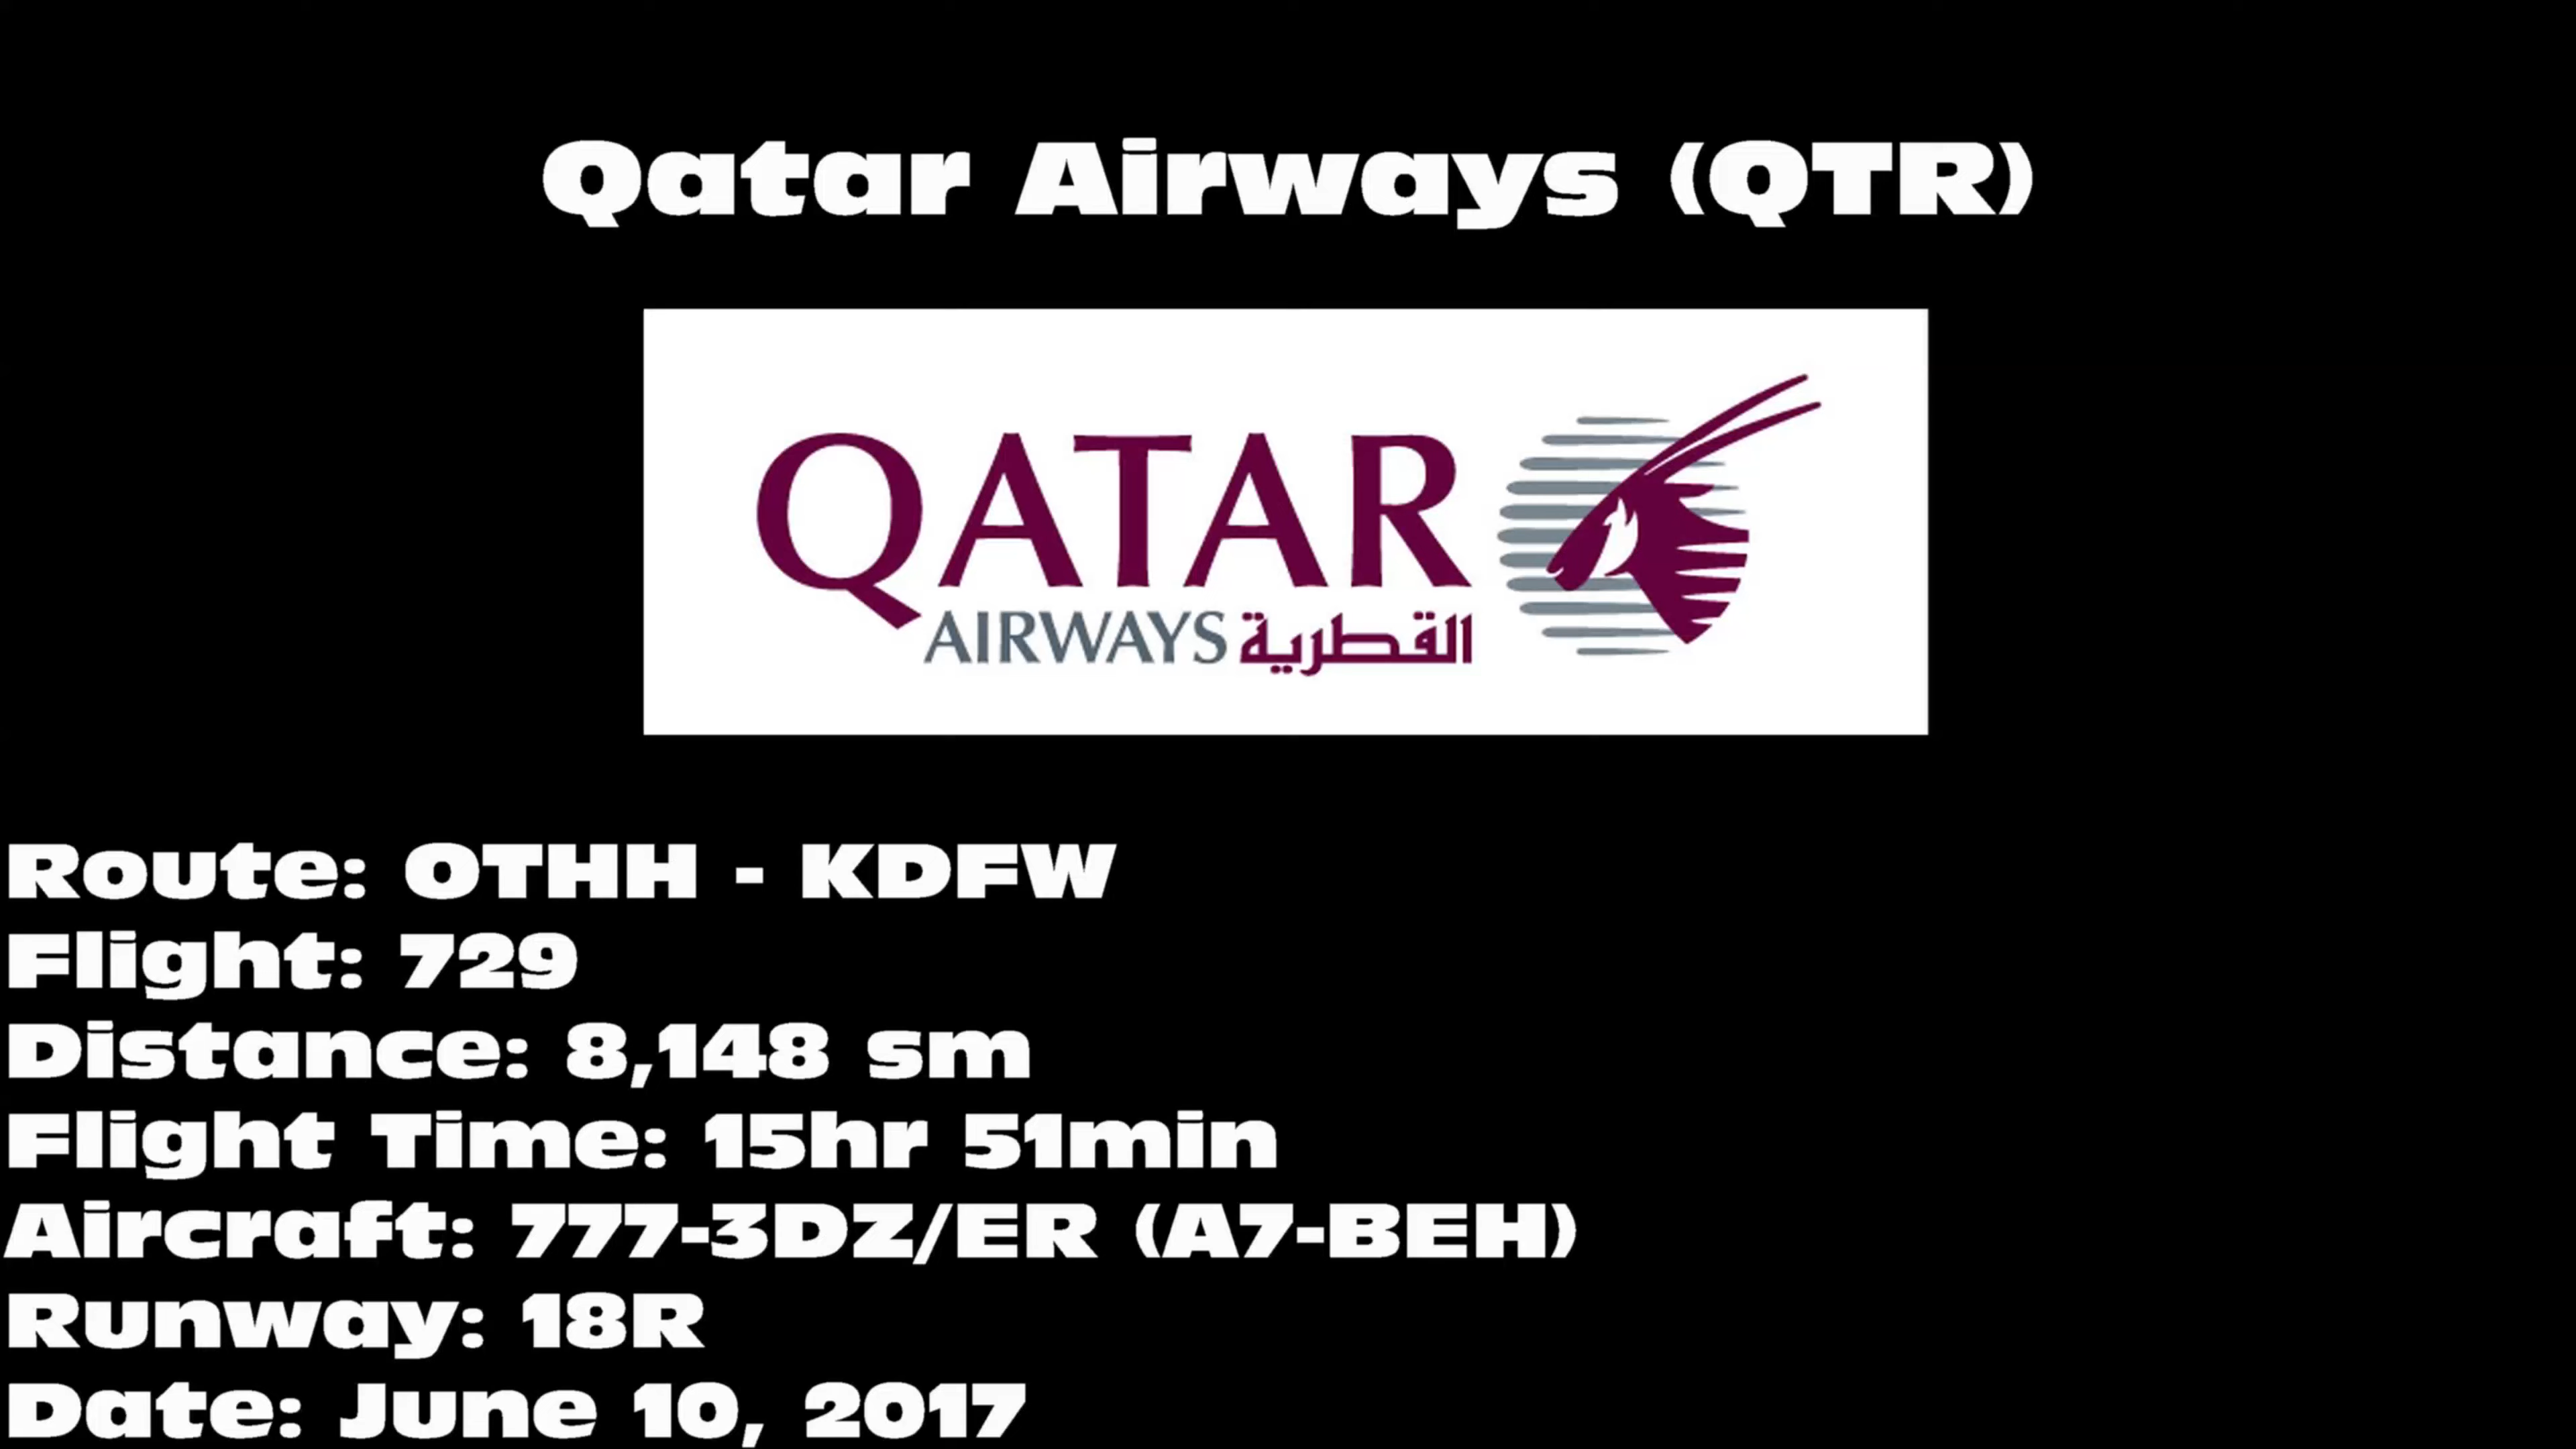 Qatar Airways (QTR)
QATAR
AIRWAYS القطرية
Route: OTHH - KDFW
Flight: 729
Distance: 8,148 sm
Flight Time: 15hr 51min
Aircraft: 777-3DZ/ER (A7-BEH)
Runway: 18R
Date: June 10, 2017